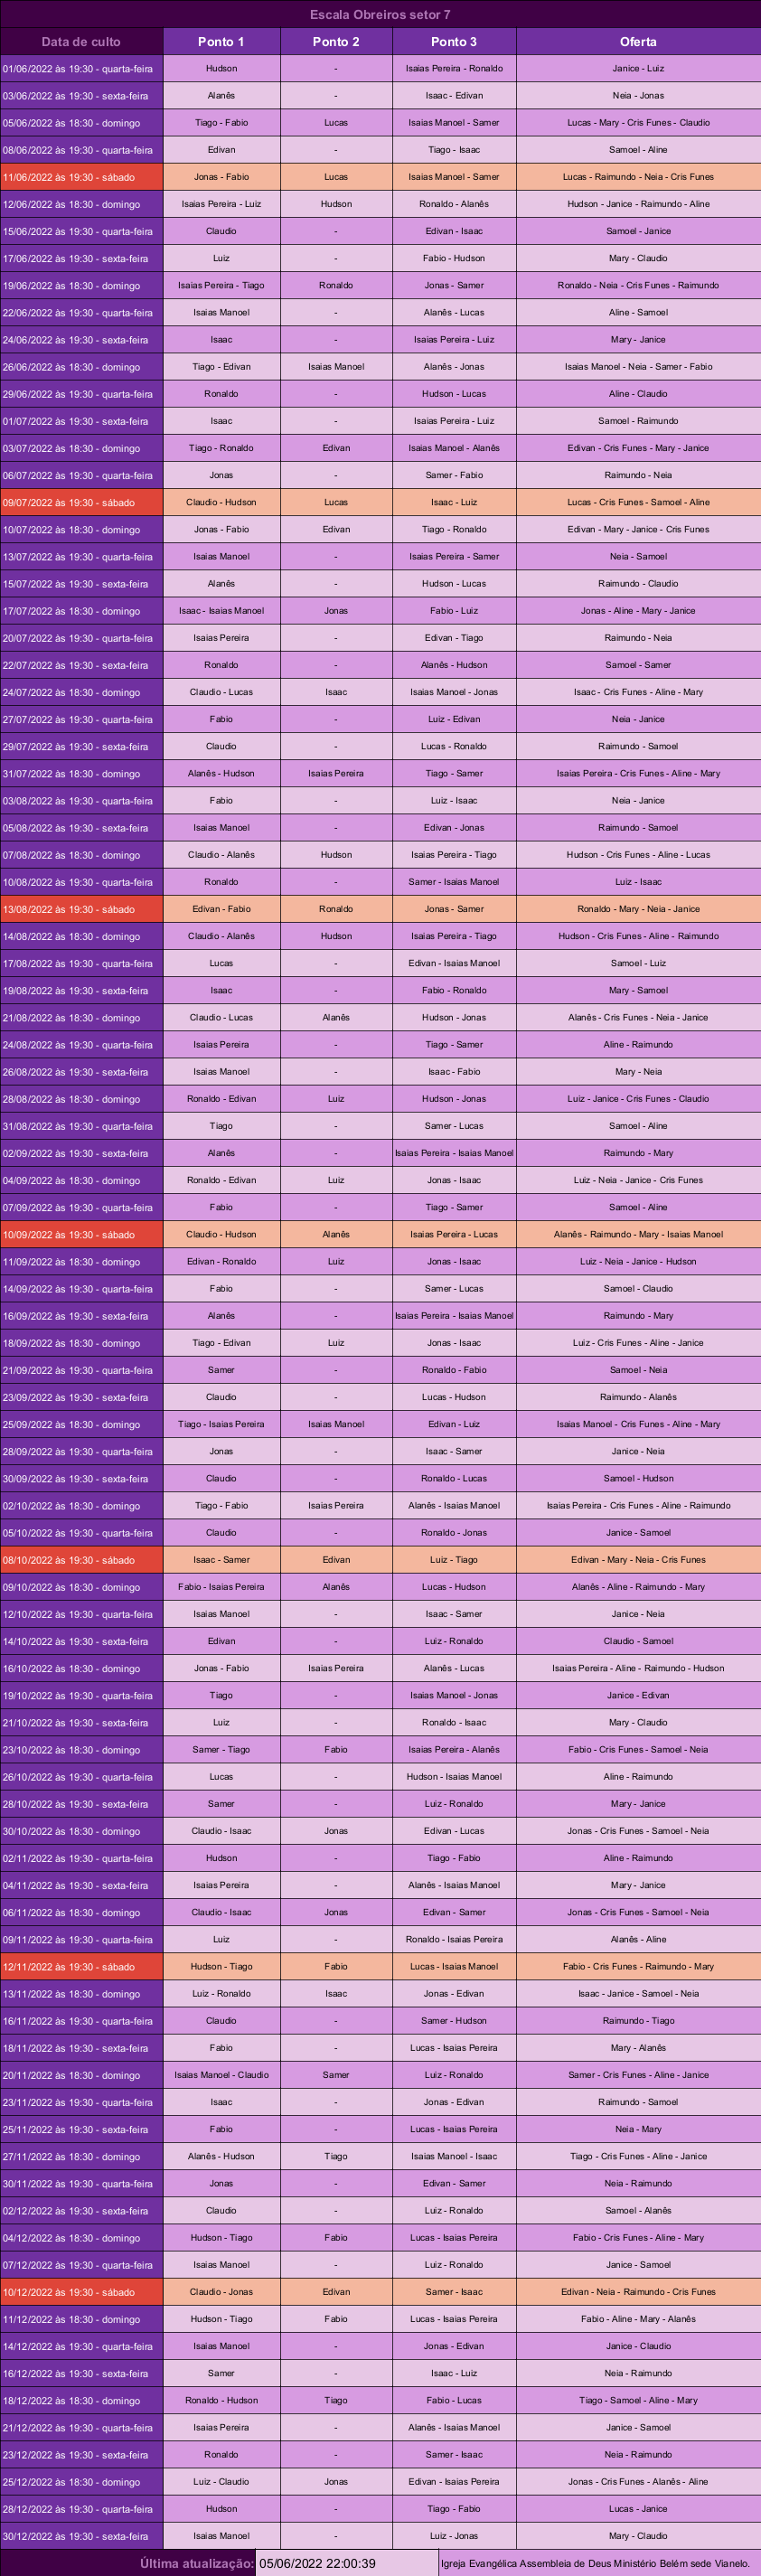 Escala Obreiros setor 7
Data de culto Ponto 1 Ponto 2 Ponto 3 Oferta
01/06/2022 às 19:30 - quarta-feira Hudson - Isaias Pereira - Ronaldo Janice - Luiz
03/06/2022 às 19:30 - sexta-feira Alanês - Isaac - Edivan Neia - Jonas
05/06/2022 às 18:30 - domingo Tiago - Fabio Lucas Isaias Manoel - Samer Lucas - Mary - Cris Funes - Claudio
08/06/2022 às 19:30 - quarta-feira Edivan - Tiago - Isaac Samoel - Aline
11/06/2022 às 19:30 - sábado Jonas - Fabio Lucas Isaias Manoel - Samer Lucas - Raimundo - Neia - Cris Funes
12/06/2022 às 18:30 - domingo Isaias Pereira - Luiz Hudson Ronaldo - Alanês Hudson - Janice - Raimundo - Aline
15/06/2022 às 19:30 - quarta-feira Claudio - Edivan - Isaac Samoel - Janice
17/06/2022 às 19:30 - sexta-feira Luiz - Fabio - Hudson Mary - Claudio
19/06/2022 às 18:30 - domingo Isaias Pereira - Tiago Ronaldo Jonas - Samer Ronaldo - Neia - Cris Funes - Raimundo
22/06/2022 às 19:30 - quarta-feira Isaias Manoel - Alanês - Lucas Aline - Samoel
24/06/2022 às 19:30 - sexta-feira Isaac - Isaias Pereira - Luiz Mary - Janice
26/06/2022 às 18:30 - domingo Tiago - Edivan Isaias Manoel Alanês - Jonas Isaias Manoel - Neia - Samer - Fabio
29/06/2022 às 19:30 - quarta-feira Ronaldo - Hudson - Lucas Aline - Claudio
01/07/2022 às 19:30 - sexta-feira Isaac - Isaias Pereira - Luiz Samoel - Raimundo
03/07/2022 às 18:30 - domingo Tiago - Ronaldo Edivan Isaias Manoel - Alanês Edivan - Cris Funes - Mary - Janice
06/07/2022 às 19:30 - quarta-feira Jonas - Samer - Fabio Raimundo - Neia
09/07/2022 às 19:30 - sábado Claudio - Hudson Lucas Isaac - Luiz Lucas - Cris Funes - Samoel - Aline
10/07/2022 às 18:30 - domingo Jonas - Fabio Edivan Tiago - Ronaldo Edivan - Mary - Janice - Cris Funes
13/07/2022 às 19:30 - quarta-feira Isaias Manoel - Isaias Pereira - Samer Neia - Samoel
15/07/2022 às 19:30 - sexta-feira Alanês - Hudson - Lucas Raimundo - Claudio
17/07/2022 às 18:30 - domingo Isaac - Isaias Manoel Jonas Fabio - Luiz Jonas - Aline - Mary - Janice
20/07/2022 às 19:30 - quarta-feira Isaias Pereira - Edivan - Tiago Raimundo - Neia
22/07/2022 às 19:30 - sexta-feira Ronaldo - Alanês - Hudson Samoel - Samer
24/07/2022 às 18:30 - domingo Claudio - Lucas Isaac Isaias Manoel - Jonas Isaac - Cris Funes - Aline - Mary
27/07/2022 às 19:30 - quarta-feira Fabio - Luiz - Edivan Neia - Janice
29/07/2022 às 19:30 - sexta-feira Claudio - Lucas - Ronaldo Raimundo - Samoel
31/07/2022 às 18:30 - domingo Alanês - Hudson Isaias Pereira Tiago - Samer Isaias Pereira - Cris Funes - Aline - Mary
03/08/2022 às 19:30 - quarta-feira Fabio - Luiz - Isaac Neia - Janice
05/08/2022 às 19:30 - sexta-feira Isaias Manoel - Edivan - Jonas Raimundo - Samoel
07/08/2022 às 18:30 - domingo Claudio - Alanês Hudson Isaias Pereira - Tiago Hudson - Cris Funes - Aline - Lucas
10/08/2022 às 19:30 - quarta-feira Ronaldo - Samer - Isaias Manoel Luiz - Isaac
13/08/2022 às 19:30 - sábado Edivan - Fabio Ronaldo Jonas - Samer Ronaldo - Mary - Neia - Janice
14/08/2022 às 18:30 - domingo Claudio - Alanês Hudson Isaias Pereira - Tiago Hudson - Cris Funes - Aline - Raimundo
17/08/2022 às 19:30 - quarta-feira Lucas - Edivan - Isaias Manoel Samoel - Luiz
19/08/2022 às 19:30 - sexta-feira Isaac - Fabio - Ronaldo Mary - Samoel
21/08/2022 às 18:30 - domingo Claudio - Lucas Alanês Hudson - Jonas Alanês - Cris Funes - Neia - Janice
24/08/2022 às 19:30 - quarta-feira Isaias Pereira - Tiago - Samer Aline - Raimundo
26/08/2022 às 19:30 - sexta-feira Isaias Manoel - Isaac - Fabio Mary - Neia
28/08/2022 às 18:30 - domingo Ronaldo - Edivan Luiz Hudson - Jonas Luiz - Janice - Cris Funes - Claudio
31/08/2022 às 19:30 - quarta-feira Tiago - Samer - Lucas Samoel - Aline
02/09/2022 às 19:30 - sexta-feira Alanês - Isaias Pereira - Isaias Manoel Raimundo - Mary
04/09/2022 às 18:30 - domingo Ronaldo - Edivan Luiz Jonas - Isaac Luiz - Neia - Janice - Cris Funes
07/09/2022 às 19:30 - quarta-feira Fabio - Tiago - Samer Samoel - Aline
10/09/2022 às 19:30 - sábado Claudio - Hudson Alanês Isaias Pereira - Lucas Alanês - Raimundo - Mary - Isaias Manoel
11/09/2022 às 18:30 - domingo Edivan - Ronaldo Luiz Jonas - Isaac Luiz - Neia - Janice - Hudson
14/09/2022 às 19:30 - quarta-feira Fabio - Samer - Lucas Samoel - Claudio
16/09/2022 às 19:30 - sexta-feira Alanês - Isaias Pereira - Isaias Manoel Raimundo - Mary
18/09/2022 às 18:30 - domingo Tiago - Edivan Luiz Jonas - Isaac Luiz - Cris Funes - Aline - Janice
21/09/2022 às 19:30 - quarta-feira Samer - Ronaldo - Fabio Samoel - Neia
23/09/2022 às 19:30 - sexta-feira Claudio - Lucas - Hudson Raimundo - Alanês
25/09/2022 às 18:30 - domingo Tiago - Isaias Pereira Isaias Manoel Edivan - Luiz Isaias Manoel - Cris Funes - Aline - Mary
28/09/2022 às 19:30 - quarta-feira Jonas - Isaac - Samer Janice - Neia
30/09/2022 às 19:30 - sexta-feira Claudio - Ronaldo - Lucas Samoel - Hudson
02/10/2022 às 18:30 - domingo Tiago - Fabio Isaias Pereira Alanês - Isaias Manoel Isaias Pereira - Cris Funes - Aline - Raimundo
05/10/2022 às 19:30 - quarta-feira Claudio - Ronaldo - Jonas Janice - Samoel
08/10/2022 às 19:30 - sábado Isaac - Samer Edivan Luiz - Tiago Edivan - Mary - Neia - Cris Funes
09/10/2022 às 18:30 - domingo Fabio - Isaias Pereira Alanês Lucas - Hudson Alanês - Aline - Raimundo - Mary
12/10/2022 às 19:30 - quarta-feira Isaias Manoel - Isaac - Samer Janice - Neia
14/10/2022 às 19:30 - sexta-feira Edivan - Luiz - Ronaldo Claudio - Samoel
16/10/2022 às 18:30 - domingo Jonas - Fabio Isaias Pereira Alanês - Lucas Isaias Pereira - Aline - Raimundo - Hudson
19/10/2022 às 19:30 - quarta-feira Tiago - Isaias Manoel - Jonas Janice - Edivan
21/10/2022 às 19:30 - sexta-feira Luiz - Ronaldo - Isaac Mary - Claudio
23/10/2022 às 18:30 - domingo Samer - Tiago Fabio Isaias Pereira - Alanês Fabio - Cris Funes - Samoel - Neia
26/10/2022 às 19:30 - quarta-feira Lucas - Hudson - Isaias Manoel Aline - Raimundo
28/10/2022 às 19:30 - sexta-feira Samer - Luiz - Ronaldo Mary - Janice
30/10/2022 às 18:30 - domingo Claudio - Isaac Jonas Edivan - Lucas Jonas - Cris Funes - Samoel - Neia
02/11/2022 às 19:30 - quarta-feira Hudson - Tiago - Fabio Aline - Raimundo
04/11/2022 às 19:30 - sexta-feira Isaias Pereira - Alanês - Isaias Manoel Mary - Janice
06/11/2022 às 18:30 - domingo Claudio - Isaac Jonas Edivan - Samer Jonas - Cris Funes - Samoel - Neia
09/11/2022 às 19:30 - quarta-feira Luiz - Ronaldo - Isaias Pereira Alanês - Aline
12/11/2022 às 19:30 - sábado Hudson - Tiago Fabio Lucas - Isaias Manoel Fabio - Cris Funes - Raimundo - Mary
13/11/2022 às 18:30 - domingo Luiz - Ronaldo Isaac Jonas - Edivan Isaac - Janice - Samoel - Neia
16/11/2022 às 19:30 - quarta-feira Claudio - Samer - Hudson Raimundo - Tiago
18/11/2022 às 19:30 - sexta-feira Fabio - Lucas - Isaias Pereira Mary - Alanês
20/11/2022 às 18:30 - domingo Isaias Manoel - Claudio Samer Luiz - Ronaldo Samer - Cris Funes - Aline - Janice
23/11/2022 às 19:30 - quarta-feira Isaac - Jonas - Edivan Raimundo - Samoel
25/11/2022 às 19:30 - sexta-feira Fabio - Lucas - Isaias Pereira Neia - Mary
27/11/2022 às 18:30 - domingo Alanês - Hudson Tiago Isaias Manoel - Isaac Tiago - Cris Funes - Aline - Janice
30/11/2022 às 19:30 - quarta-feira Jonas - Edivan - Samer Neia - Raimundo
02/12/2022 às 19:30 - sexta-feira Claudio - Luiz - Ronaldo Samoel - Alanês
04/12/2022 às 18:30 - domingo Hudson - Tiago Fabio Lucas - Isaias Pereira Fabio - Cris Funes - Aline - Mary
07/12/2022 às 19:30 - quarta-feira Isaias Manoel - Luiz - Ronaldo Janice - Samoel
10/12/2022 às 19:30 - sábado Claudio - Jonas Edivan Samer - Isaac Edivan - Neia - Raimundo - Cris Funes
11/12/2022 às 18:30 - domingo Hudson - Tiago Fabio Lucas - Isaias Pereira Fabio - Aline - Mary - Alanês
14/12/2022 às 19:30 - quarta-feira Isaias Manoel - Jonas - Edivan Janice - Claudio
16/12/2022 às 19:30 - sexta-feira Samer - Isaac - Luiz Neia - Raimundo
18/12/2022 às 18:30 - domingo Ronaldo - Hudson Tiago Fabio - Lucas Tiago - Samoel - Aline - Mary
21/12/2022 às 19:30 - quarta-feira Isaias Pereira - Alanês - Isaias Manoel Janice - Samoel
23/12/2022 às 19:30 - sexta-feira Ronaldo - Samer - Isaac Neia - Raimundo
25/12/2022 às 18:30 - domingo Luiz - Claudio Jonas Edivan - Isaias Pereira Jonas - Cris Funes - Alanês - Aline
28/12/2022 às 19:30 - quarta-feira Hudson - Tiago - Fabio Lucas - Janice
30/12/2022 às 19:30 - sexta-feira Isaias Manoel - Luiz - Jonas Mary - Claudio
Última atualização: 05/06/2022 22:00:39 Igreja Evangélica Assembleia de Deus Ministério Belém sede Vianelo.